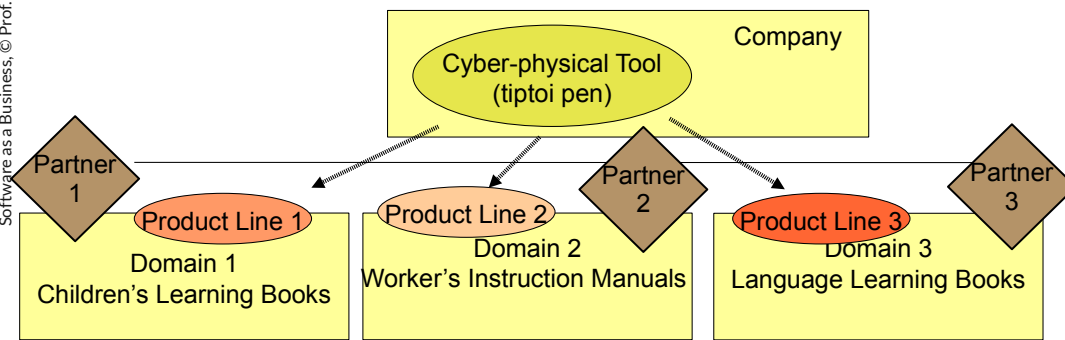 Software as a Business, © Prof.
Company
Cyber-physical Tool
(tiptoi pen)
Partner
1
Partner
2
Partner
3
Product Line 1
Product Line 2
Product Line 3
Domain 1
Children's Learning Books
Domain 2
Worker's Instruction Manuals
Domain 3
Language Learning Books